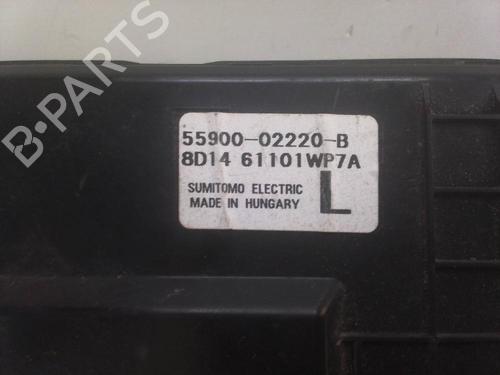 55900-02220-B
8D14 61101WP7A
SUMITOMO ELECTRIC
MADE IN HUNGARY
L
B-PARTS